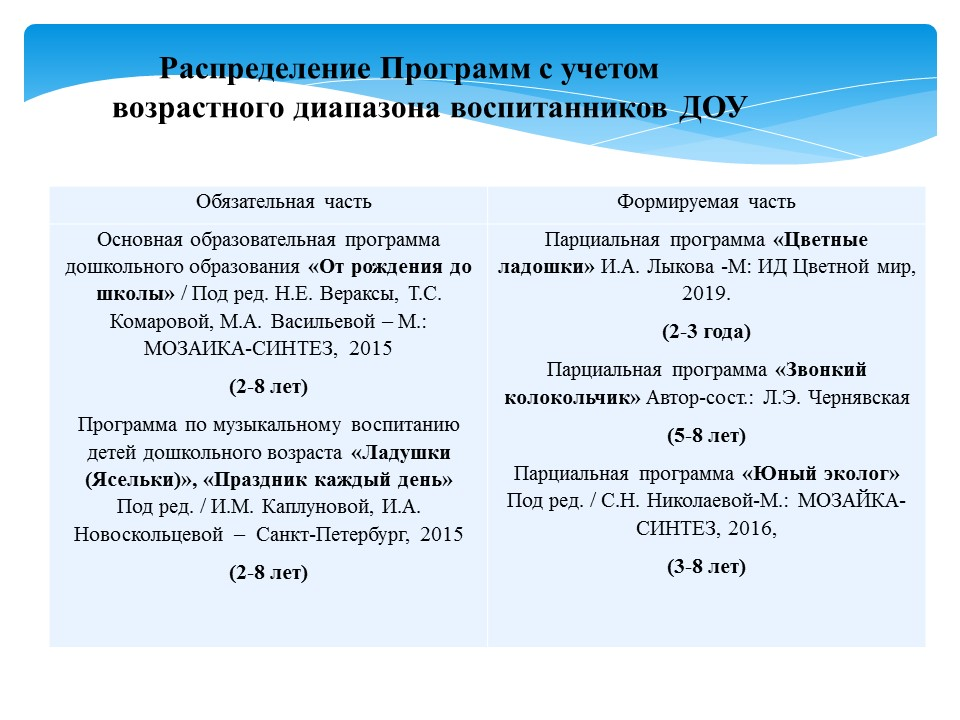 Распределение Программ с учетом
возрастного диапазона воспитанников ДОУ
Обязательная часть
Основная образовательная программа
дошкольного образования «От рождения до
школы» / Под ред. Н.Е. Вераксы, Т.С.
Комаровой, М.А. Васильевой – М.:
МОЗАИКА-СИНТЕЗ, 2015
(2-8 лет)
Программа по музыкальному воспитанию
детей дошкольного возраста «Ладушки
(Ясельки)», «Праздник каждый день»
Под ред. / И.М. Каплуновой, И.А.
Новоскольцевой – Санкт-Петербург, 2015
(2-8 лет)
Формируемая часть
Парциальная программа «Цветные
ладошки» И.А. Лыкова -М: ИД Цветной мир,
2019.
(2-3 года)
Парциальная программа «Звонкий
колокольчик» Автор-сост.: Л.Э. Чернявская
(5-8 лет)
Парциальная программа «Юный эколог»
Под ред. / С.Н. Николаевой-М.: МОЗАЙКА-
СИНТЕЗ, 2016,
(3-8 лет)